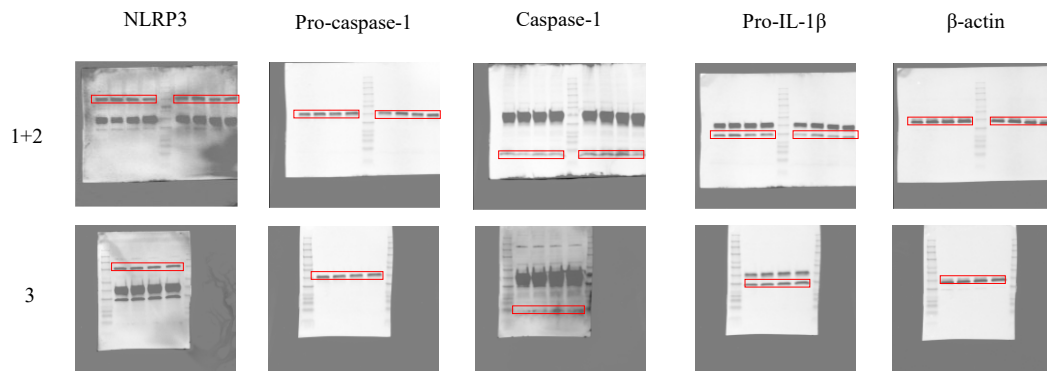 NLRP3 Pro-caspase-1 Caspase-1 Pro-IL-1β β-actin
1+2
3